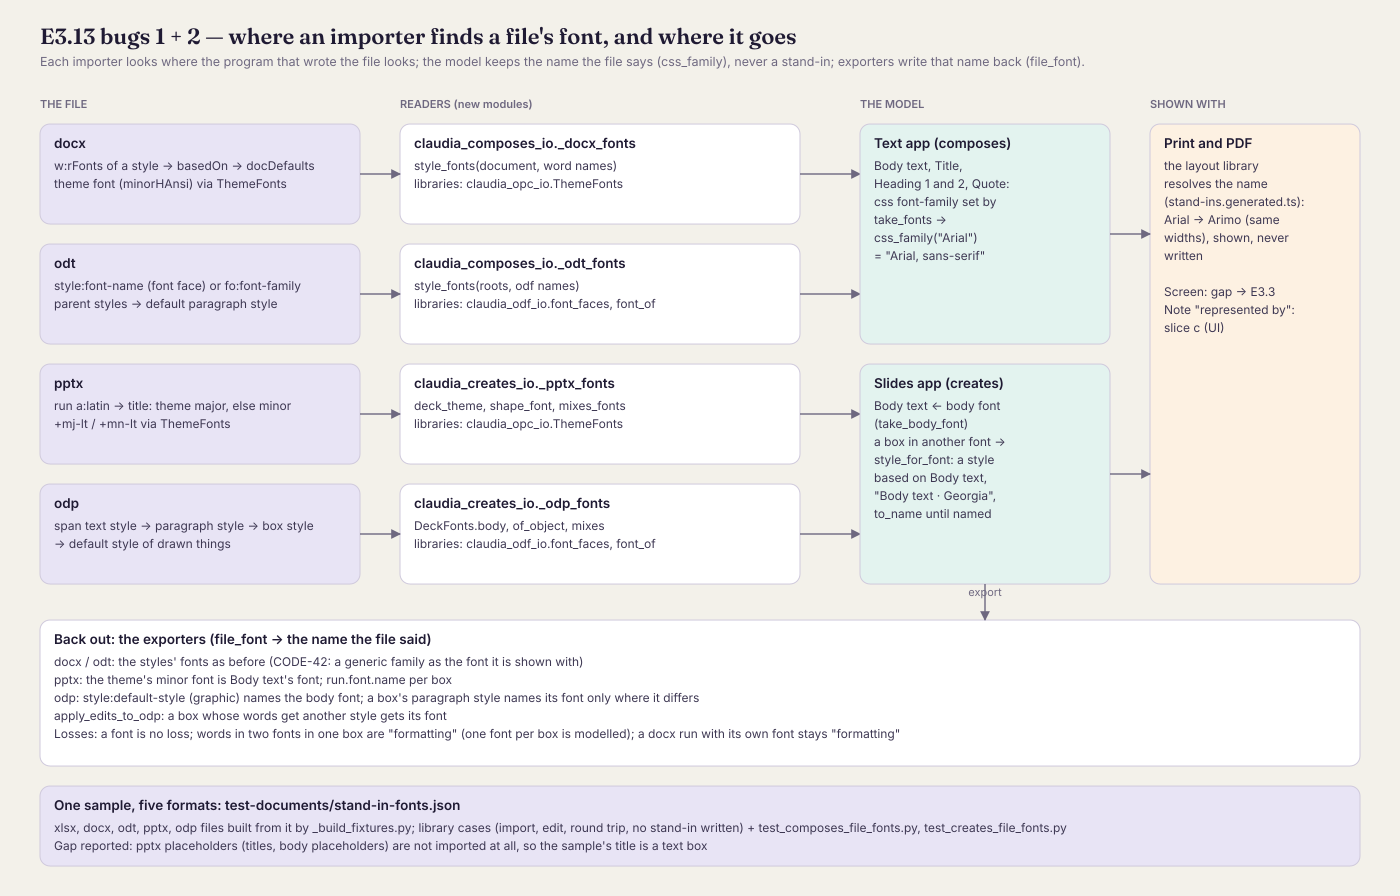 E3.13 bugs 1 + 2 — where an importer finds a file's font, and where it goes
Each importer looks where the program that wrote the file looks; the model keeps the name the file says (css_family), never a stand-in; exporters write that name back (file_font).
THE FILE
READERS (new modules)
THE MODEL
SHOWN WITH
docx
w:rFonts of a style → basedOn → docDefaults
theme font (minorHAnsi) via ThemeFonts
claudia_composes_io._docx_fonts
style_fonts(document, word names)
libraries: claudia_opc_io.ThemeFonts
Text app (composes)
Body text, Title,
Heading 1 and 2, Quote:
css font-family set by
take_fonts →
css_family("Arial")
= "Arial, sans-serif"
Print and PDF
the layout library
resolves the name
(stand-ins.generated.ts):
Arial → Arimo (same
widths), shown, never
written
Screen: gap → E3.3
Note "represented by":
slice c (UI)
odt
style:font-name (font face) or fo:font-family
parent styles → default paragraph style
claudia_composes_io._odt_fonts
style_fonts(roots, odf names)
libraries: claudia_odf_io.font_faces, font_of
pptx
run a:latin → title: theme major, else minor
+mj-lt / +mn-lt via ThemeFonts
claudia_creates_io._pptx_fonts
deck_theme, shape_font, mixes_fonts
libraries: claudia_opc_io.ThemeFonts
Slides app (creates)
Body text ← body font
(take_body_font)
a box in another font →
style_for_font: a style
based on Body text,
"Body text · Georgia",
to_name until named
odp
span text style → paragraph style → box style
→ default style of drawn things
claudia_creates_io._odp_fonts
DeckFonts.body, of_object, mixes
libraries: claudia_odf_io.font_faces, font_of
export
Back out: the exporters (file_font → the name the file said)
docx / odt: the styles' fonts as before (CODE-42: a generic family as the font it is shown with)
pptx: the theme's minor font is Body text's font; run.font.name per box
odp: style:default-style (graphic) names the body font; a box's paragraph style names its font only where it differs
apply_edits_to_odp: a box whose words get another style gets its font
Losses: a font is no loss; words in two fonts in one box are "formatting" (one font per box is modelled); a docx run with its own font stays "formatting"
One sample, five formats: test-documents/stand-in-fonts.json
xlsx, docx, odt, pptx, odp files built from it by _build_fixtures.py; library cases (import, edit, round trip, no stand-in written) + test_composes_file_fonts.py, test_creates_file_fonts.py
Gap reported: pptx placeholders (titles, body placeholders) are not imported at all, so the sample's title is a text box